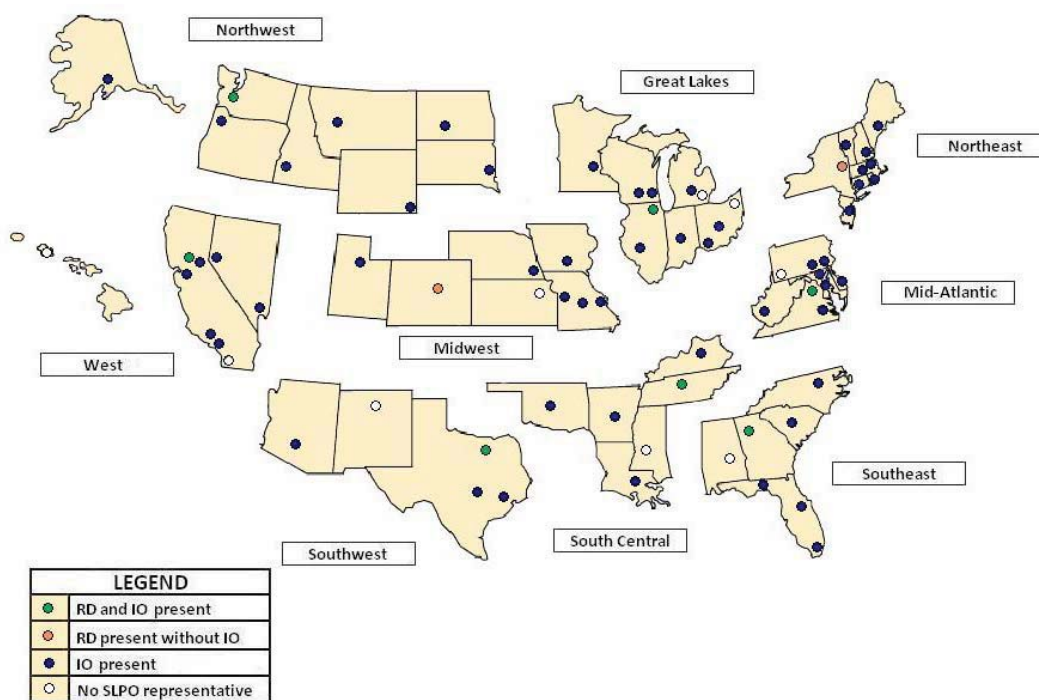 Northwest
Great Lakes
Northeast
Mid-Atlantic
Midwest
West
Southeast
South Central
Southwest
LEGEND
RD and IO present
RD present without IO
IO present
No SLPO representative